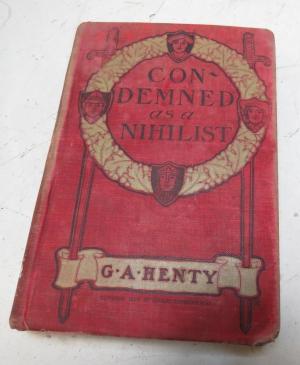 CON-
DEMNED
as a
NIHILIST
G·A·HENTY